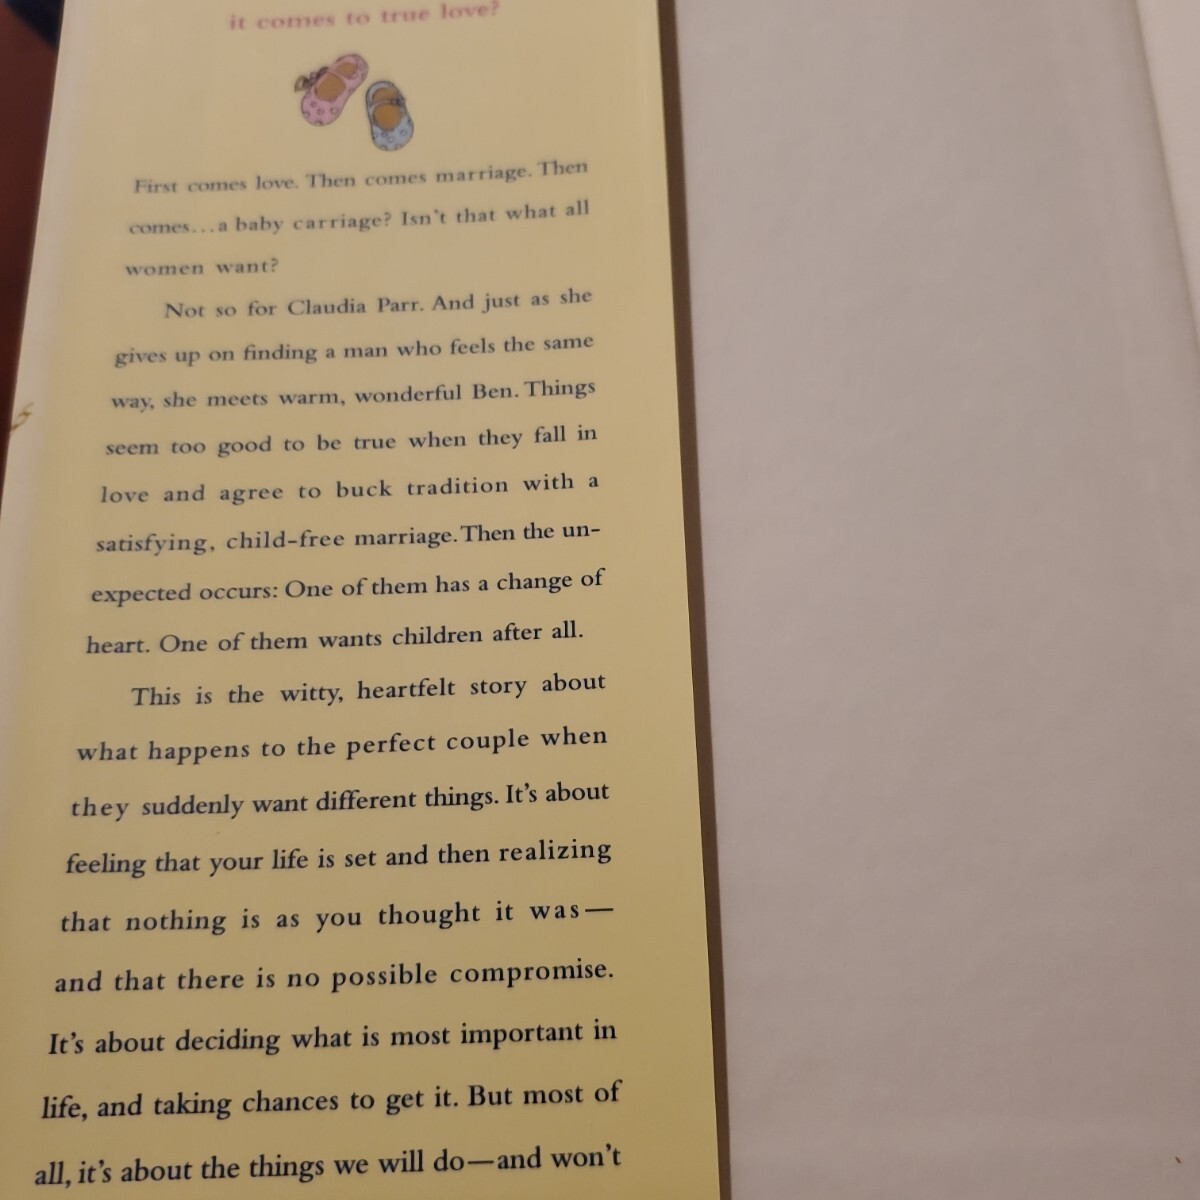 it comes to true love?
First comes love. Then comes marriage. Then
comes...a baby carriage? Isn't that what all
women want?
Not so for Claudia Parr. And just as she
gives up on finding a man who feels the same
way, she meets warm, wonderful Ben. Things
seem too good to be true when they fall in
love and agree to buck tradition with a
satisfying, child-free marriage. Then the un-
expected occurs: One of them has a change of
heart. One of them wants children after all.
This is the witty, heartfelt story about
what happens to the perfect couple when
they suddenly want different things. It's about
feeling that your life is set and then realizing
that nothing is as you thought it was—
and that there is no possible compromise.
It's about deciding what is most important in
life, and taking chances to get it. But most of
all, it's about the things we will do—and won't